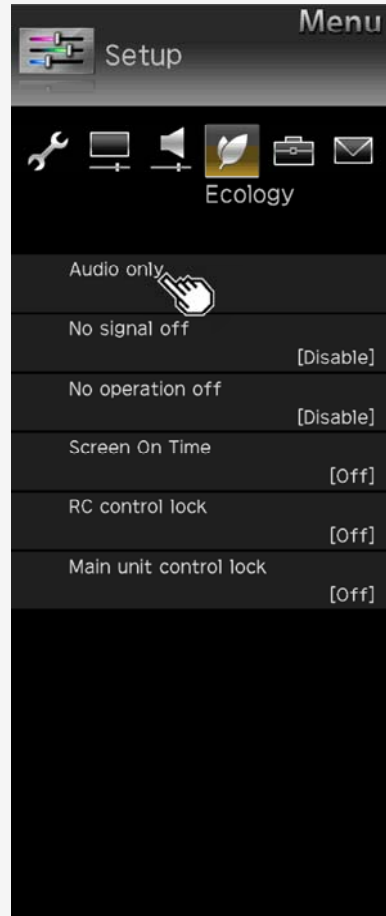 Menu
Setup
Ecology
Audio only
No signal off
[Disable]
No operation off
[Disable]
Screen On Time
[Off]
RC control lock
[Off]
Main unit control lock
[Off]